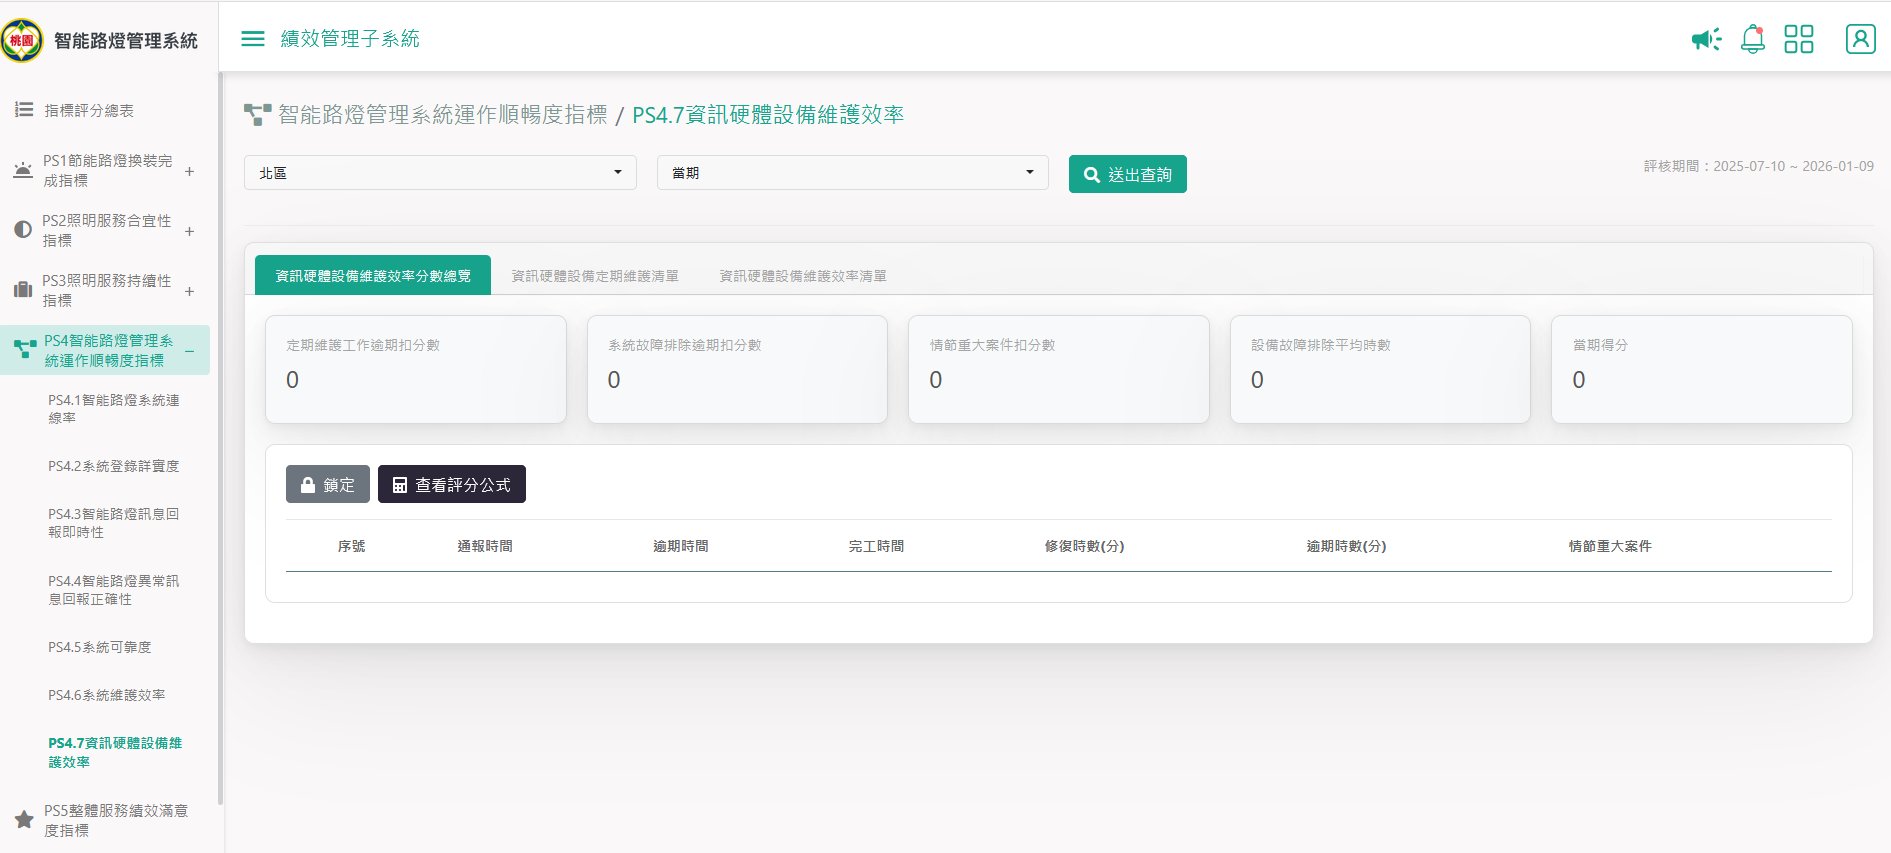 桃園
智能路燈管理系統
績效管理子系統
指標評分總表
PS1節能路燈換裝完
成指標
+
PS2照明服務合宜性
指標
+
PS3照明服務持續性
指標
+
PS4智能路燈管理系
統運作順暢度指標
−
PS4.1智能路燈系統連
線率
PS4.2系統登錄詳實度
PS4.3智能路燈訊息回
報即時性
PS4.4智能路燈異常訊
息回報正確性
PS4.5系統可靠度
PS4.6系統維護效率
PS4.7資訊硬體設備維
護效率
PS5整體服務績效滿意
度指標
智能路燈管理系統運作順暢度指標 / PS4.7資訊硬體設備維護效率
北區
當期
送出查詢
評核期間：2025-07-10 ~ 2026-01-09
資訊硬體設備維護效率分數總覽
資訊硬體設備定期維護清單
資訊硬體設備維護效率清單
定期維護工作逾期扣分數
0
系統故障排除逾期扣分數
0
情節重大案件扣分數
0
設備故障排除平均時數
0
當期得分
0
鎖定
查看評分公式
序號
通報時間
逾期時間
完工時間
修復時數(分)
逾期時數(分)
情節重大案件